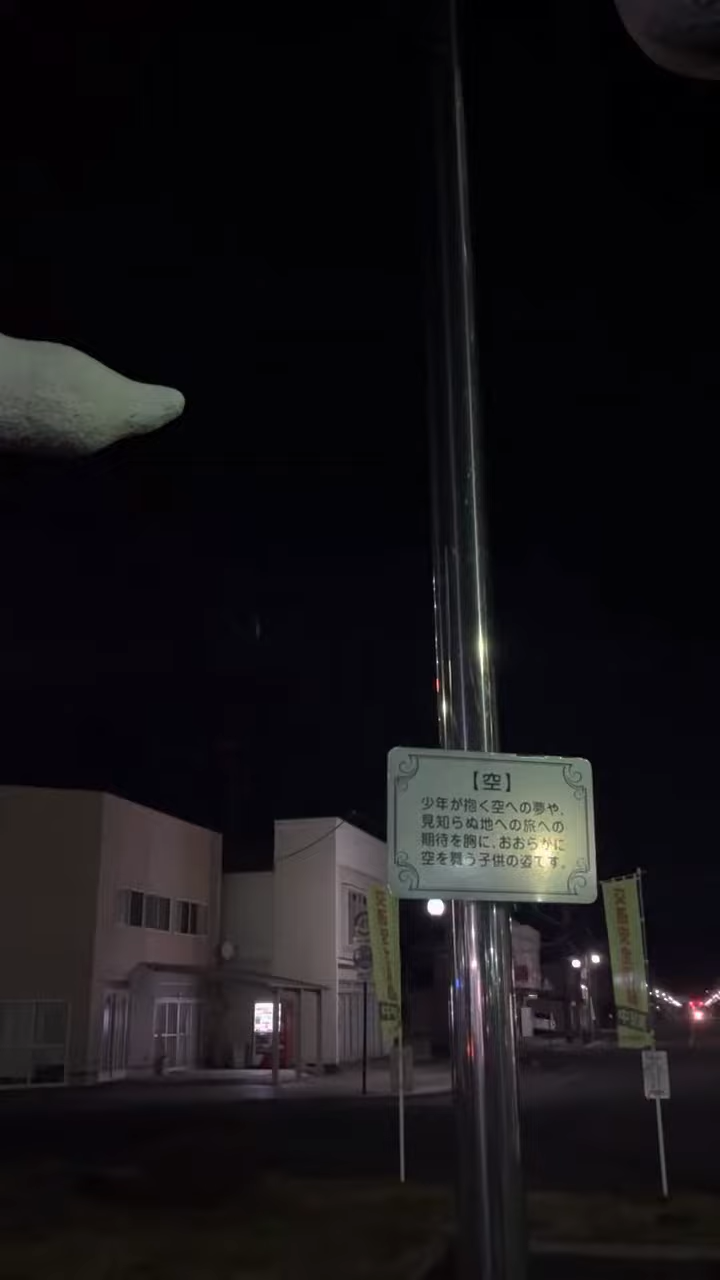 【空】
少年が抱く空への夢や、
見知らぬ地への旅への
期待を胸に、おおらかに
空を舞う子供の姿です。